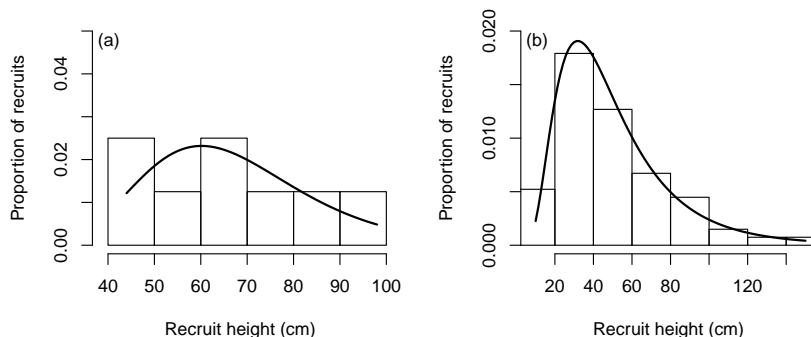 (a)
Proportion of recruits
0.00 0.02 0.04
40 50 60 70 80 90 100
Recruit height (cm)
(b)
Proportion of recruits
0.000 0.010 0.020
20 40 60 80 120
Recruit height (cm)